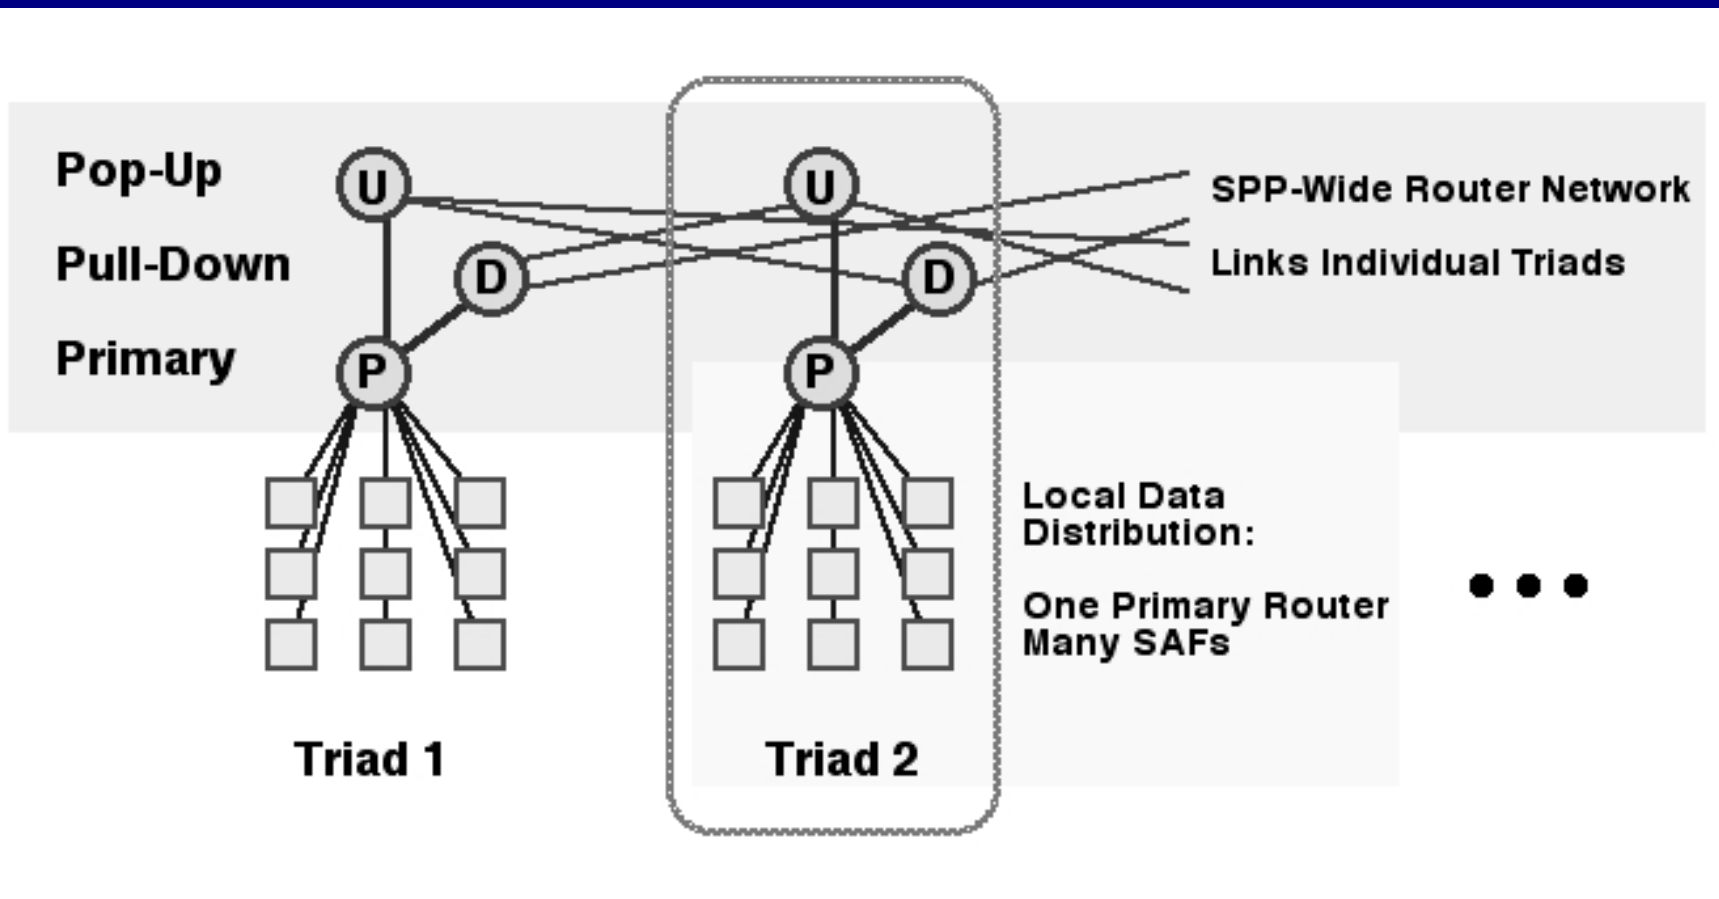 Pop-Up
U
U
SPP-Wide Router Network
Pull-Down
D
D
Links Individual Triads
Primary
P
P
Local Data
Distribution:
One Primary Router
Many SAFs
Triad 1
Triad 2